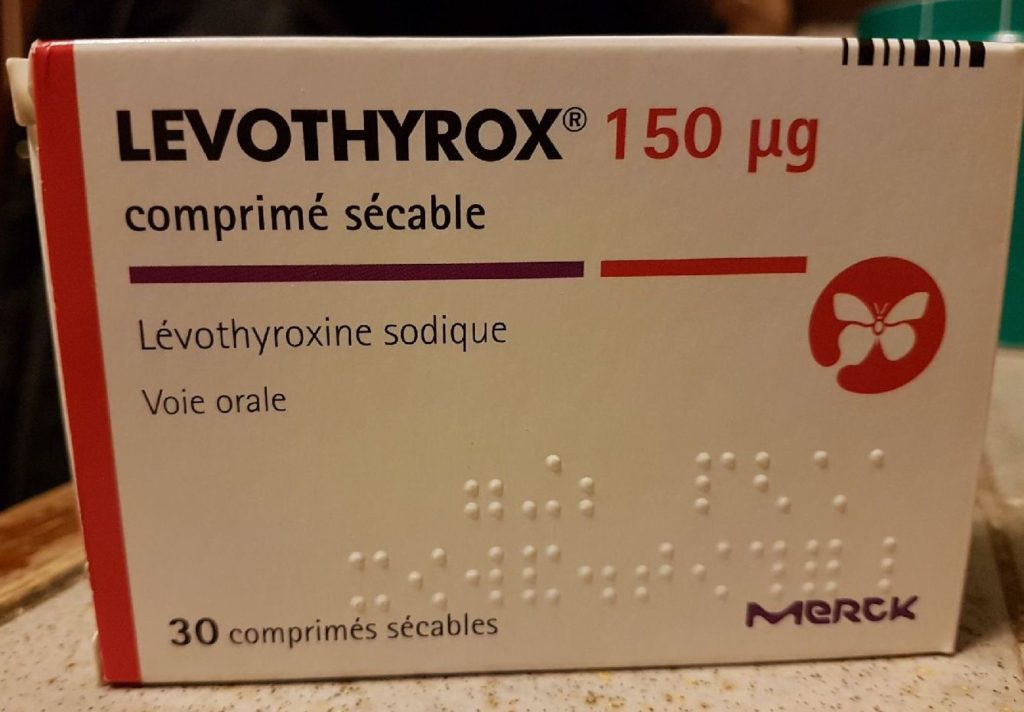 LEVOTHYROX® 150 µg
comprimé sécable
Lévothyroxine sodique
Voie orale
30 comprimés sécables
MERCK